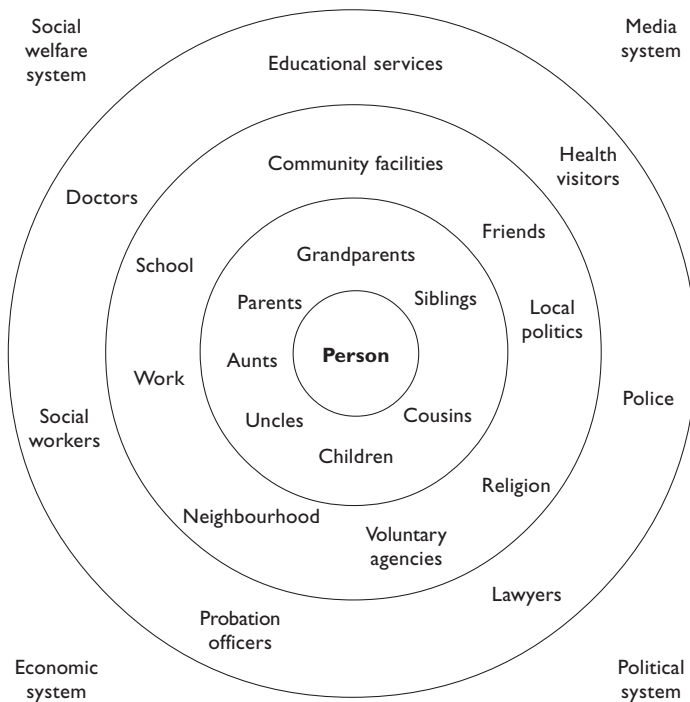 Social
welfare
system
Media
system
Educational services
Community facilities
Health
visitors
Doctors
Friends
School
Grandparents
Parents
Siblings
Local
politics
Person
Aunts
Work
Police
Social
workers
Uncles
Cousins
Children
Religion
Neighbourhood
Voluntary
agencies
Lawyers
Probation
officers
Economic
system
Political
system